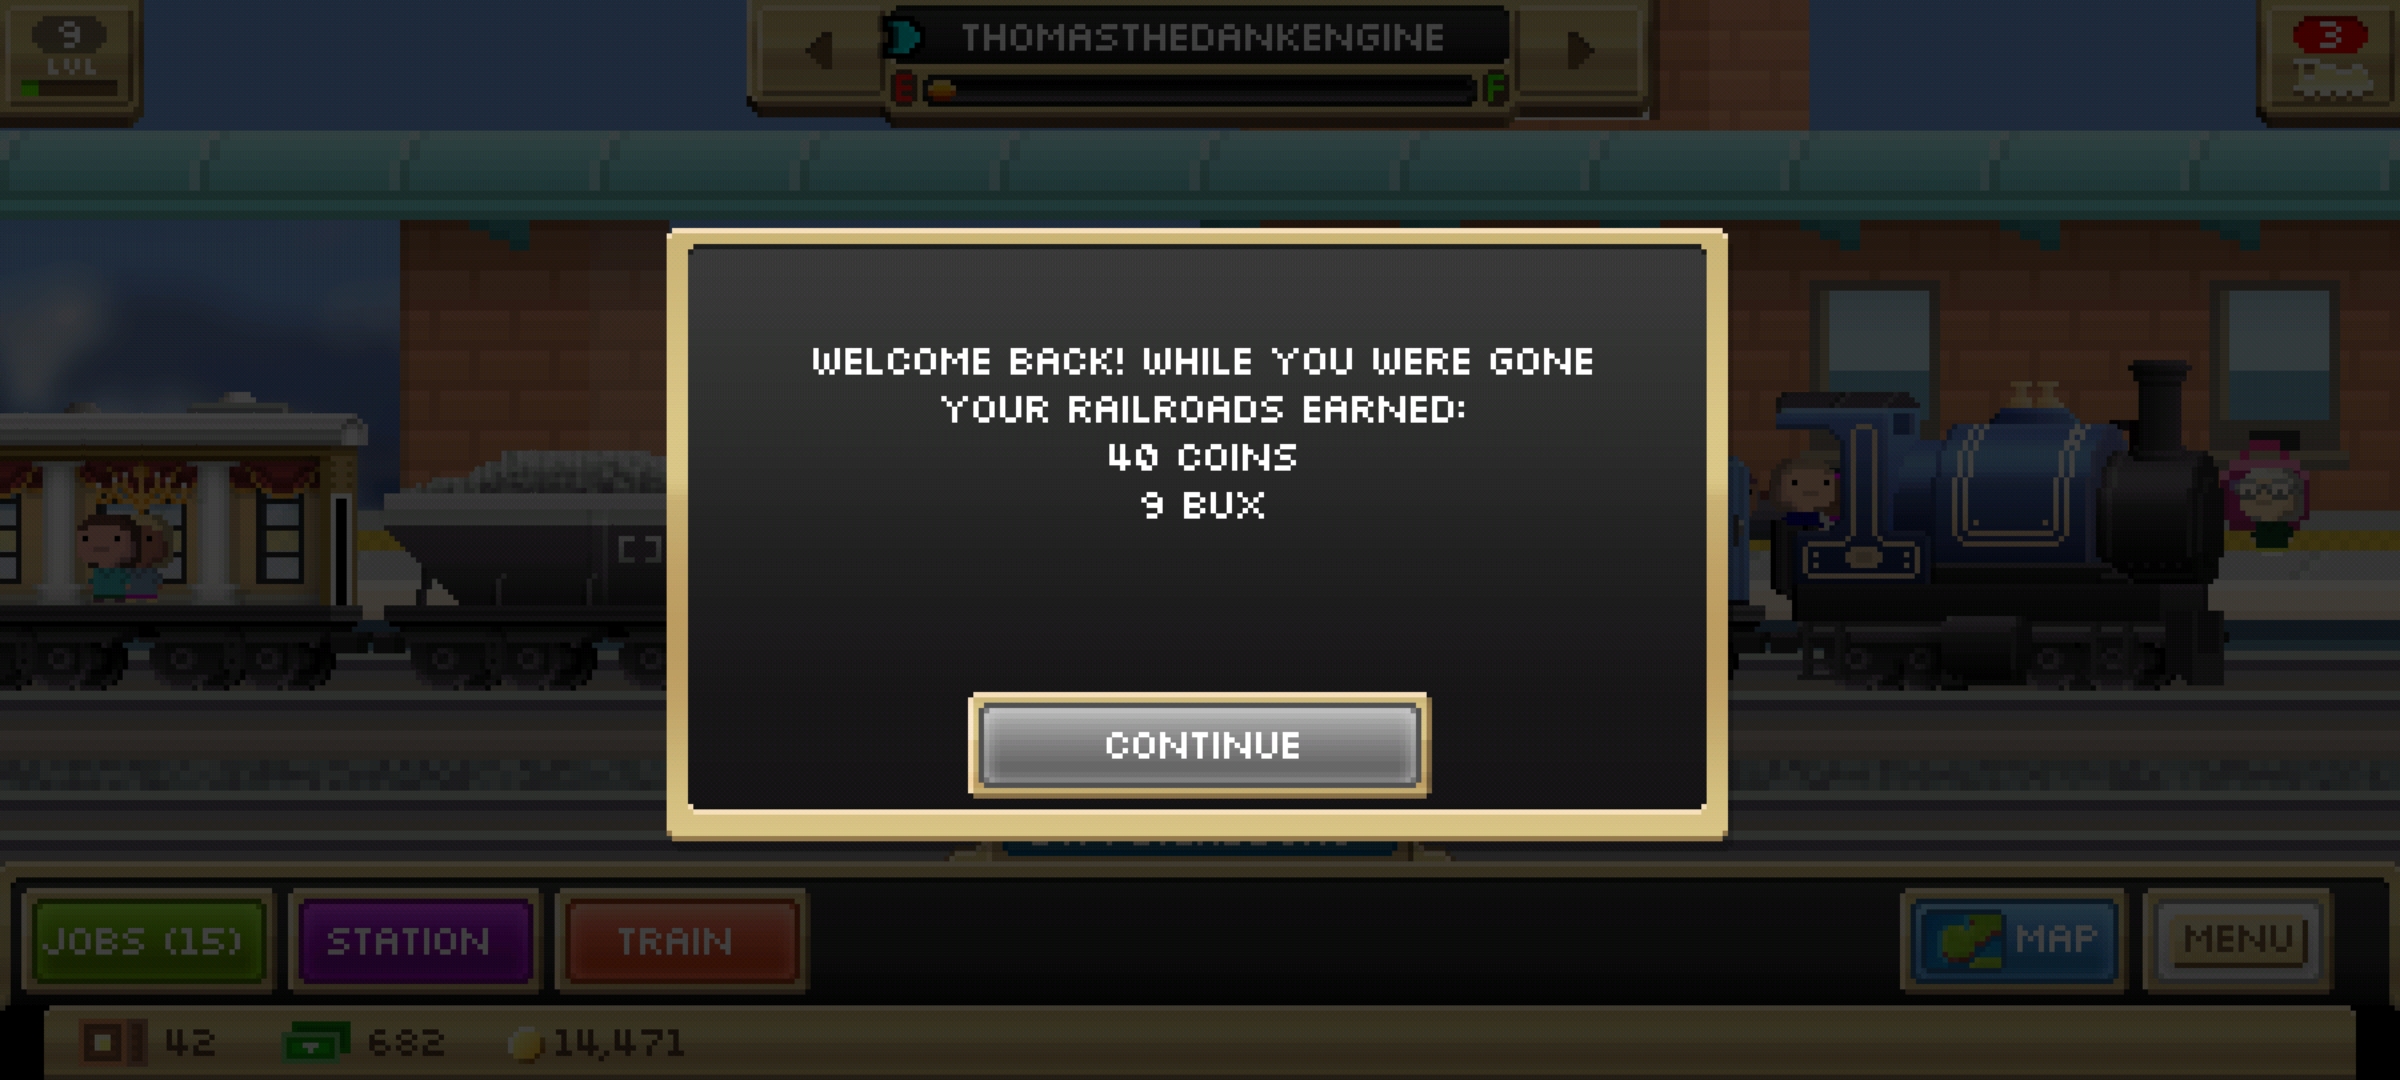 9
LVL
THOMASTHEDANKENGINE
E
F
3
WELCOME BACK! WHILE YOU WERE GONE
YOUR RAILROADS EARNED:
40 COINS
9 BUX
CONTINUE
JOBS (15)
STATION
TRAIN
MAP
MENU
42
682
14,471